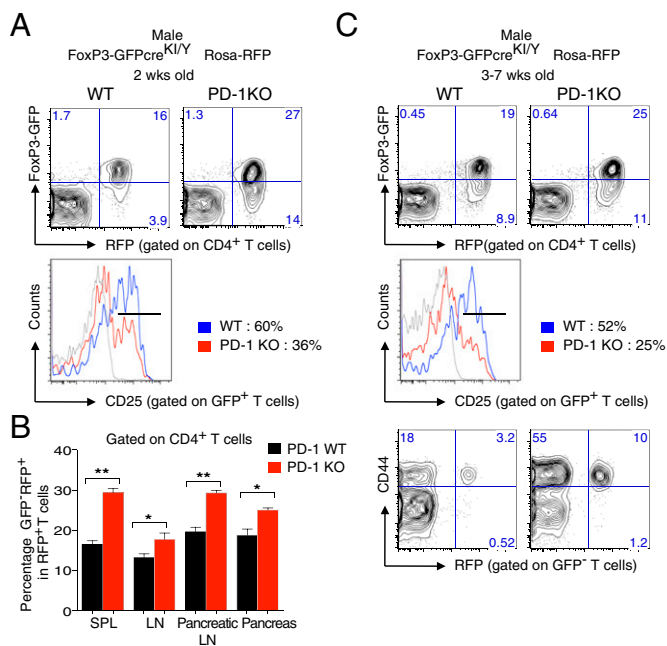 A
Male
FoxP3-GFPcre^KI/Y Rosa-RFP
2 wks old
WT PD-1KO
FoxP3-GFP
1.7 16
3.9
1.3 27
14
RFP (gated on CD4+ T cells)
Counts
WT : 60%
PD-1 KO : 36%
CD25 (gated on GFP+ T cells)
B
Gated on CD4+ T cells
PD-1 WT
PD-1 KO
Percentage GFP-RFP+
in RFP+ T cells
40
30
20
10
0
** * ** *
SPL LN Pancreatic LN Pancreas
C
Male
FoxP3-GFPcre^KI/Y Rosa-RFP
3-7 wks old
WT PD-1KO
FoxP3-GFP
0.45 19
8.9
0.64 25
11
RFP(gated on CD4+ T cells)
Counts
WT : 52%
PD-1 KO : 25%
CD25 (gated on GFP+ T cells)
CD44
18 3.2
0.52
55 10
1.2
RFP (gated on GFP- T cells)